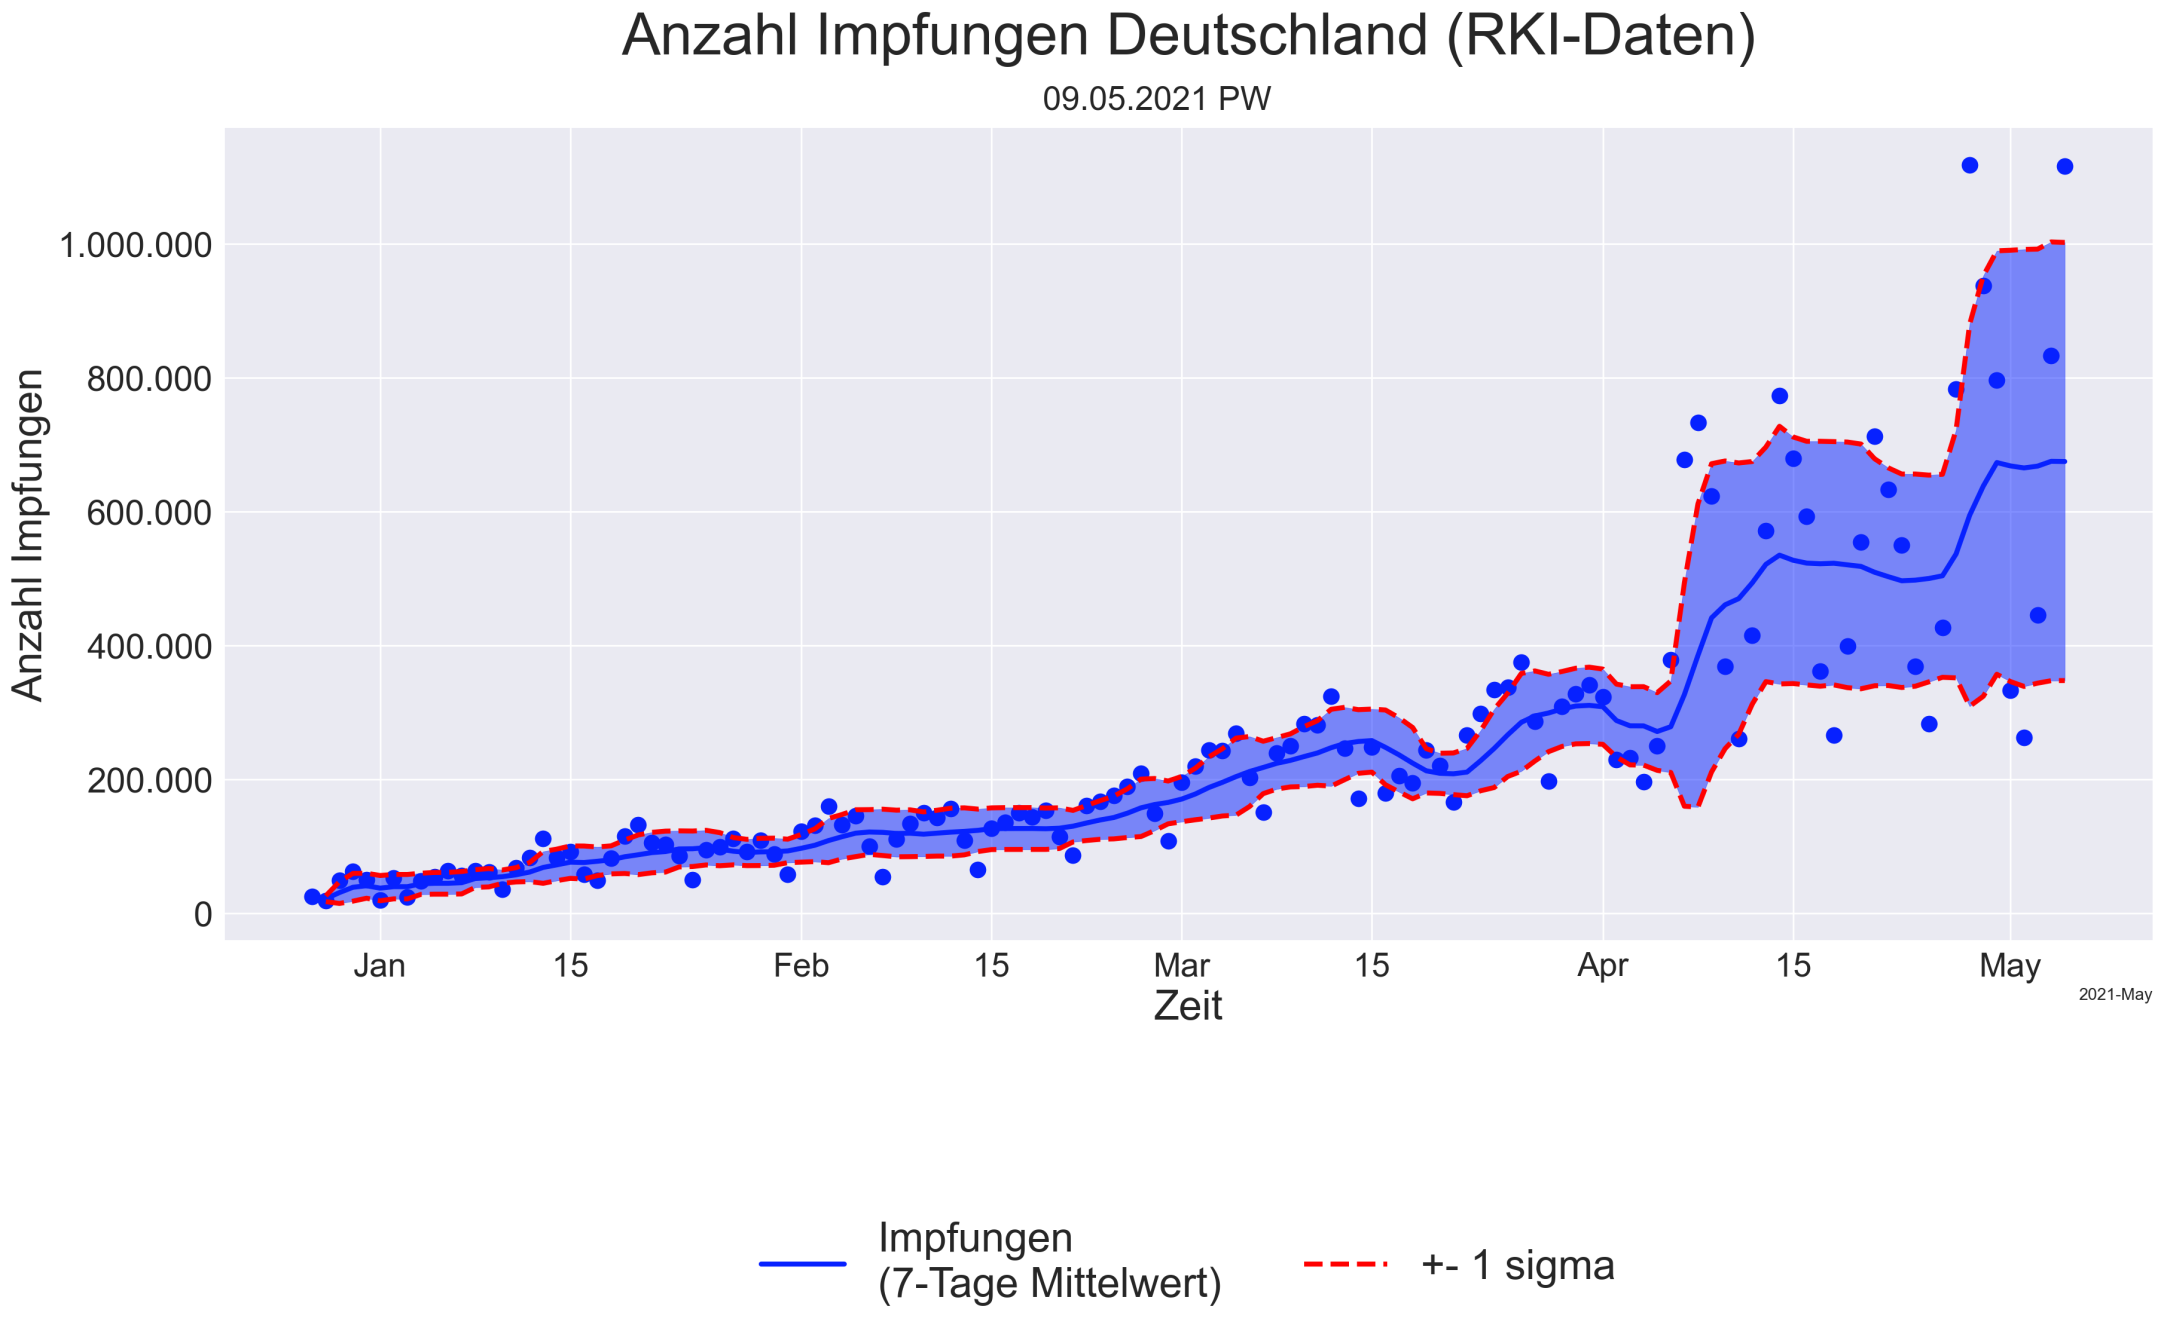 Anzahl Impfungen Deutschland (RKI-Daten)
09.05.2021 PW
Anzahl Impfungen
1.000.000
800.000
600.000
400.000
200.000
0
Jan 15 Feb 15 Mar 15 Apr 15 May
2021-May
Zeit
Impfungen
(7-Tage Mittelwert)
+- 1 sigma